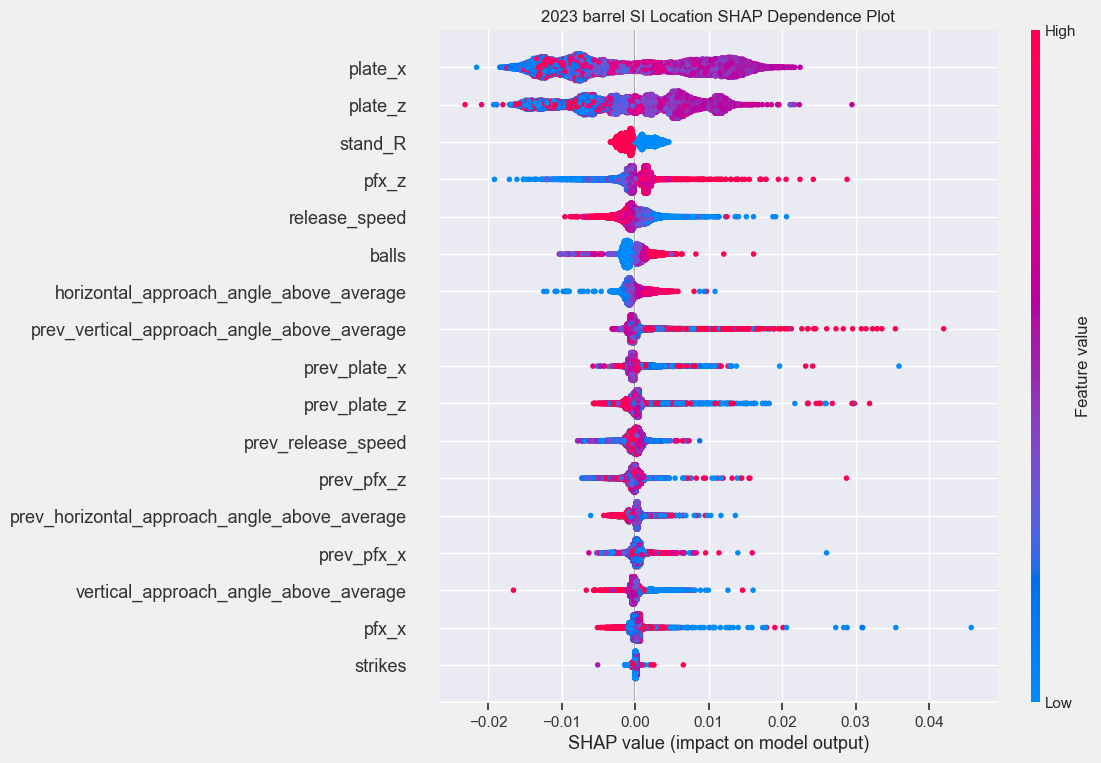 2023 barrel SI Location SHAP Dependence Plot
plate_x
plate_z
stand_R
pfx_z
release_speed
balls
horizontal_approach_angle_above_average
prev_vertical_approach_angle_above_average
prev_plate_x
prev_plate_z
prev_release_speed
prev_pfx_z
prev_horizontal_approach_angle_above_average
prev_pfx_x
vertical_approach_angle_above_average
pfx_x
strikes
−0.02 −0.01 0.00 0.01 0.02 0.03 0.04
SHAP value (impact on model output)
High
Feature value
Low